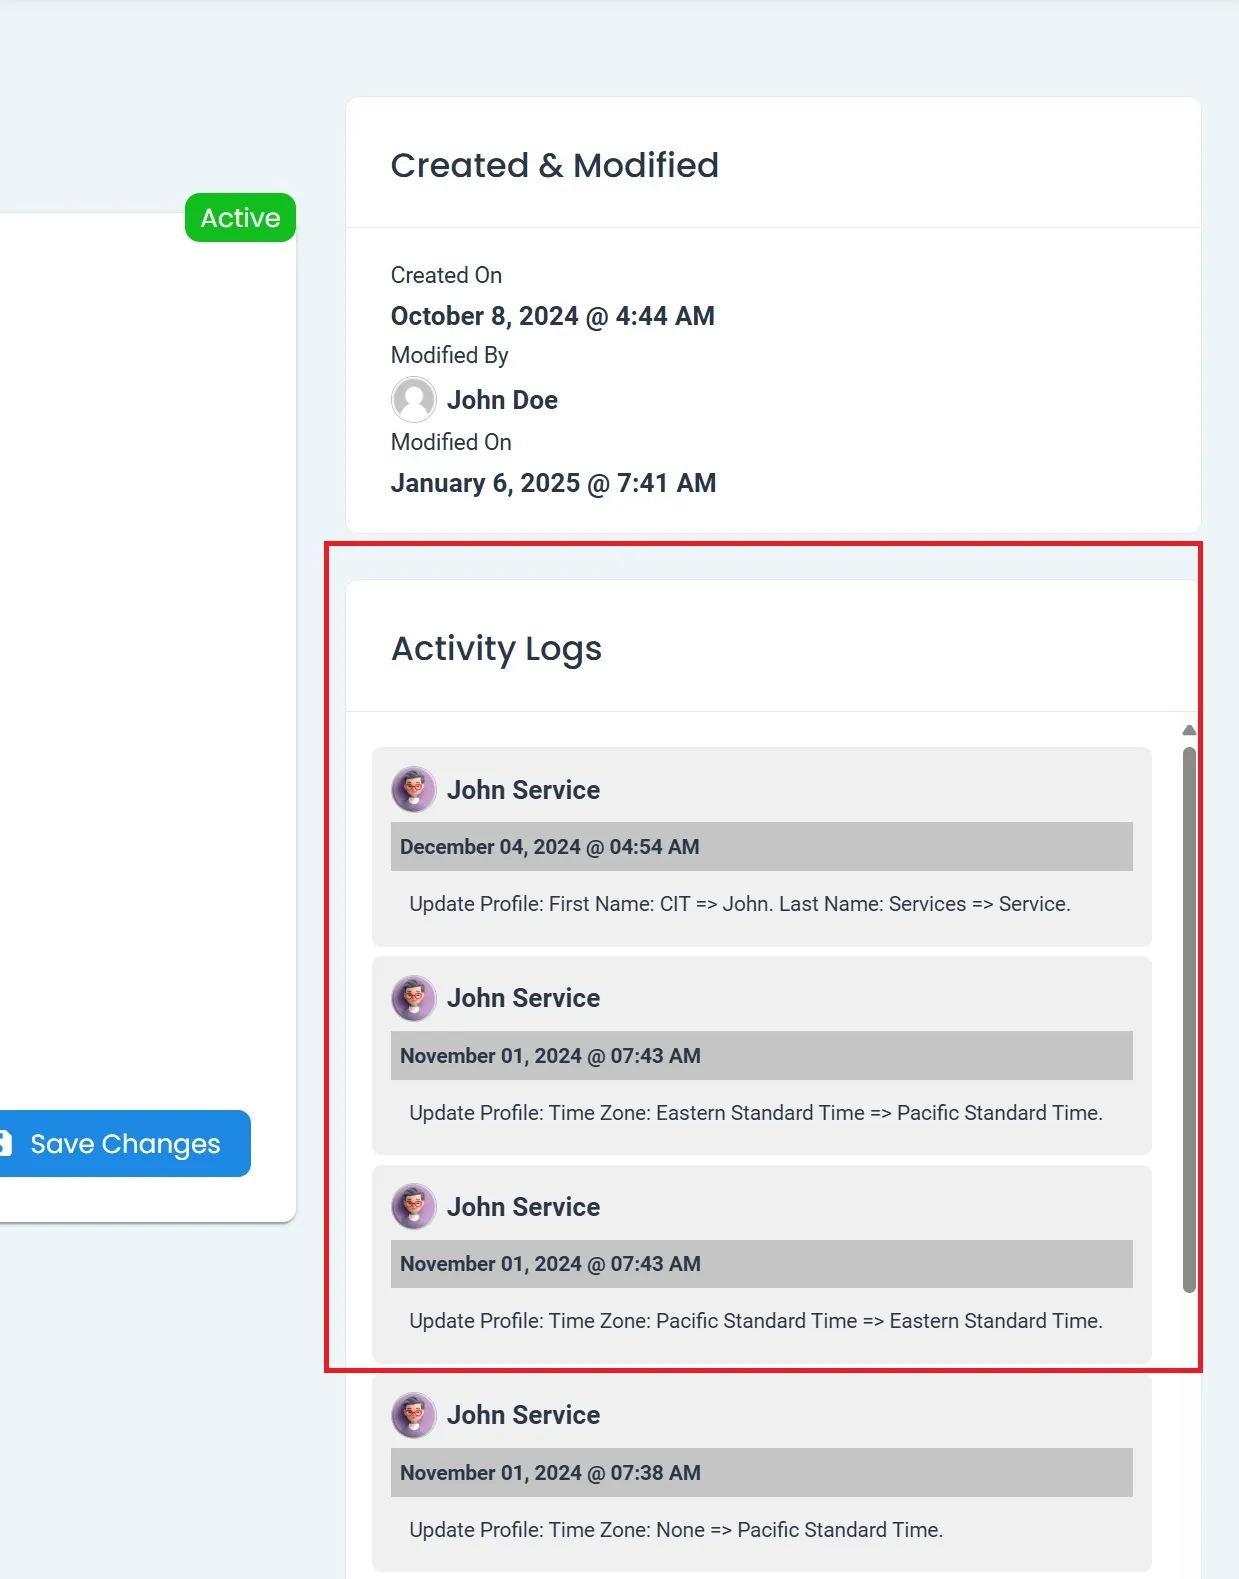 Active
Save Changes
Created & Modified
Created On
October 8, 2024 @ 4:44 AM
Modified By
John Doe
Modified On
January 6, 2025 @ 7:41 AM
Activity Logs
John Service
December 04, 2024 @ 04:54 AM
Update Profile: First Name: CIT => John. Last Name: Services => Service.
John Service
November 01, 2024 @ 07:43 AM
Update Profile: Time Zone: Eastern Standard Time => Pacific Standard Time.
John Service
November 01, 2024 @ 07:43 AM
Update Profile: Time Zone: Pacific Standard Time => Eastern Standard Time.
John Service
November 01, 2024 @ 07:38 AM
Update Profile: Time Zone: None => Pacific Standard Time.